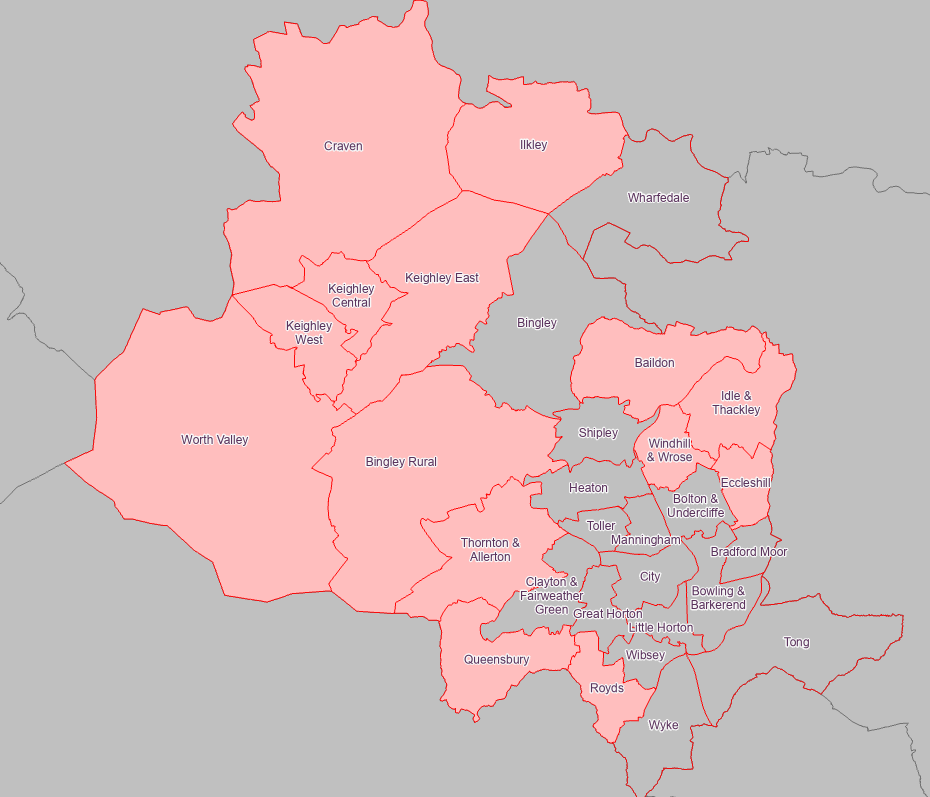 Craven
Ilkley
Wharfedale
Keighley East
Keighley
Central
Bingley
Keighley
West
Baildon
Idle &
Thackley
Shipley
Worth Valley
Windhill
& Wrose
Bingley Rural
Eccleshill
Heaton
Bolton &
Undercliffe
Toller
Manningham
Thornton &
Allerton
Bradford Moor
City
Clayton &
Fairweather
Green
Bowling &
Barkerend
Great Horton
Little Horton
Tong
Queensbury
Wibsey
Royds
Wyke